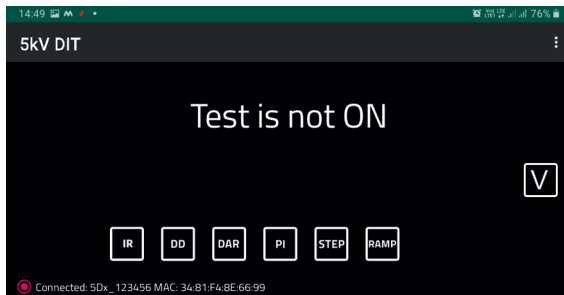 14:49 76%
5kV DIT
Test is not ON
V
IR DD DAR PI STEP RAMP
Connected: 5Dx_123456 MAC: 34:81:F4:8E:66:99